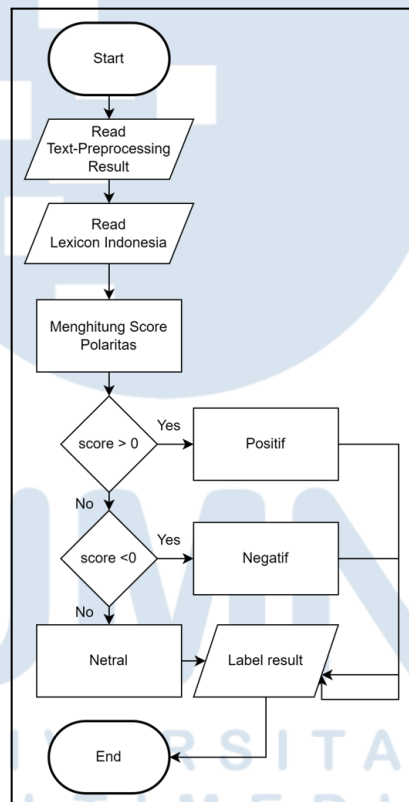 Start
Read
Text-Preprocessing
Result
Read
Lexicon Indonesia
Menghitung Score
Polaritas
score > 0
Yes
Positif
No
score <0
Yes
Negatif
No
Netral
Label result
End
UMN
I V E R S I T A
L T I M E D I